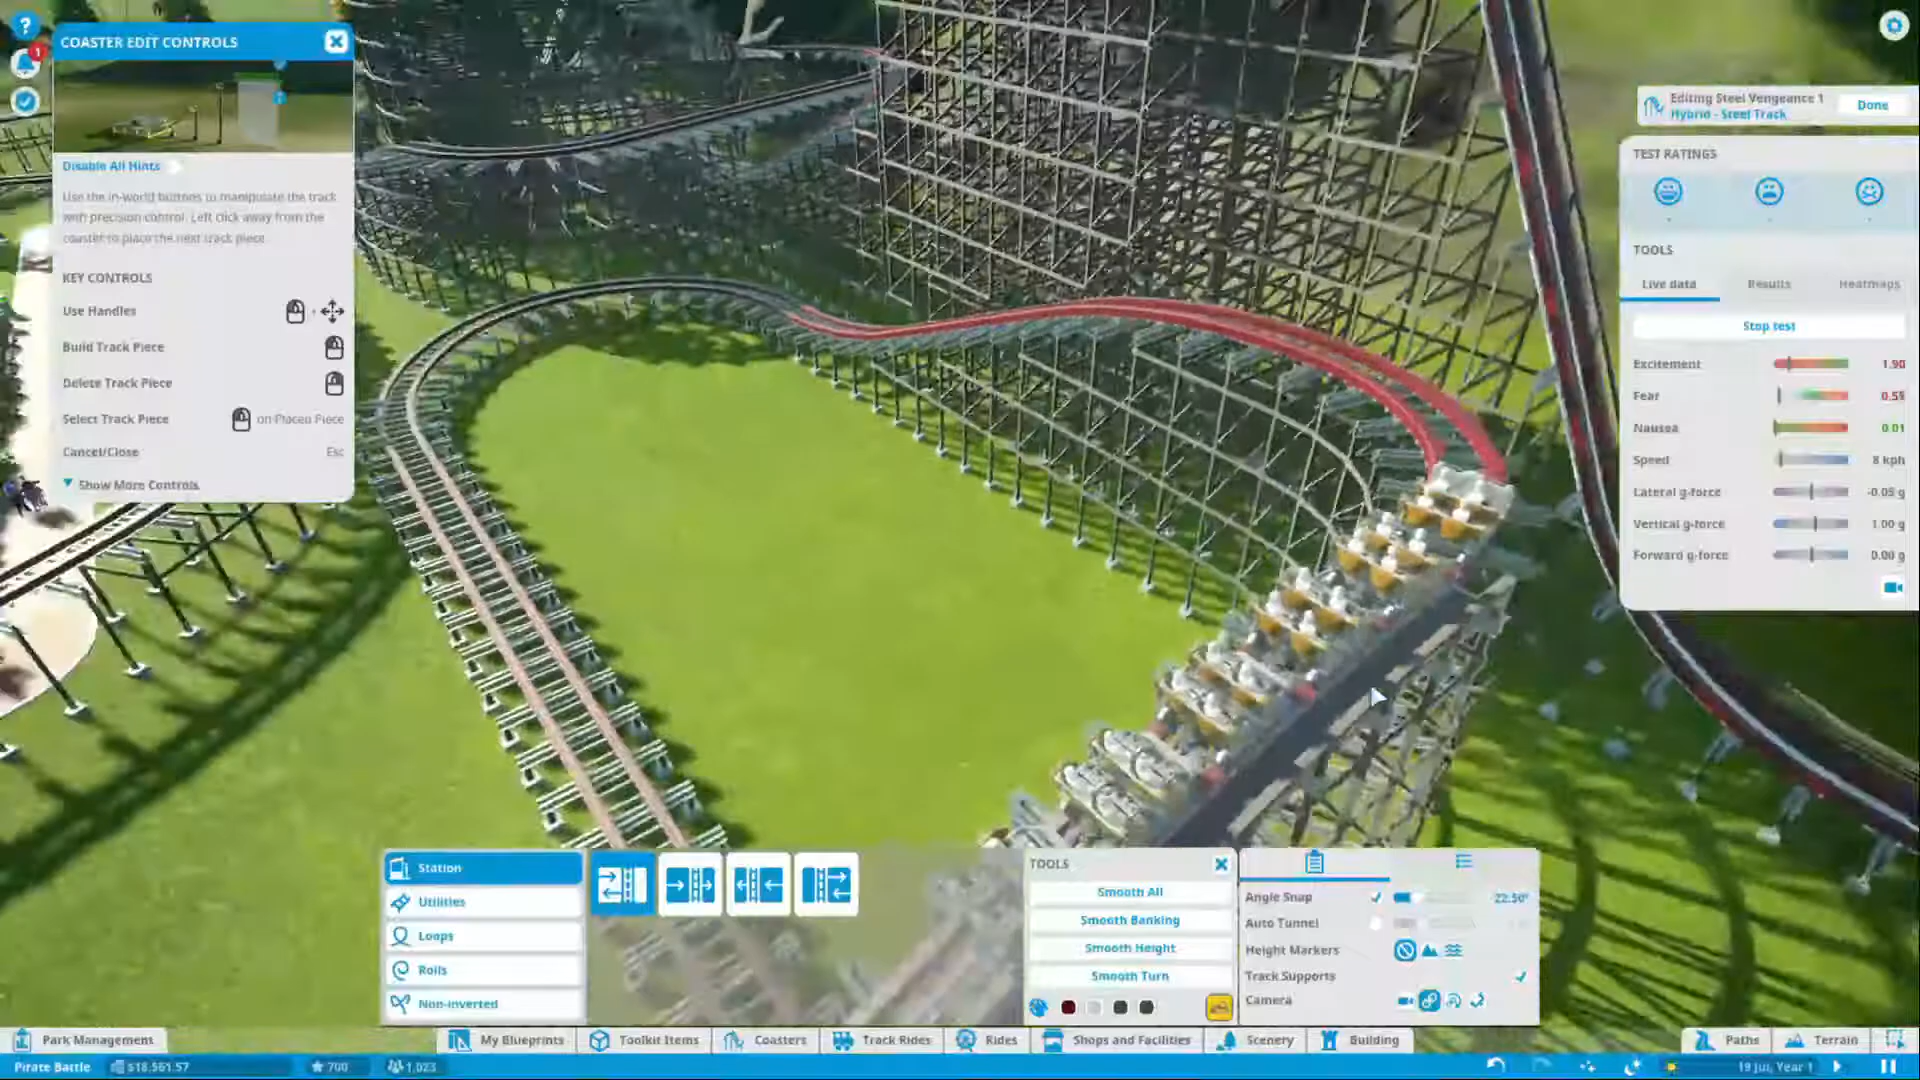 ?
COASTER EDIT CONTROLS
1
Disable All Hints
Use the in-world buttons to manipulate the track
with precision control. Left click away from the
coaster to place the next track piece.
KEY CONTROLS
Use Handles
Build Track Piece
Delete Track Piece
Select Track Piece on Placed Piece
Cancel/Close Esc
Show More Controls
Editing Steel Vengeance 1
Hybrid - Steel Track
Done
TEST RATINGS
- - -
TOOLS
Live data Results Heatmaps
Stop test
Excitement 1.90
Fear
Nausea 0.01
Speed 8 kph
Lateral g-force -0.05 g
Vertical g-force 1.00 g
Forward g-force 0.00 g
Station
Utilities
Loops
Rolls
Non-inverted
TOOLS
Smooth All
Smooth Banking
Smooth Height
Smooth Turn
Angle Snap 22.50°
Auto Tunnel
Height Markers
Track Supports
Camera
Park Management
My Blueprints
Toolkit Items
Coasters
Track Rides
Rides
Shops and Facilities
Scenery
Building
Paths
Terrain
Pirate Battle $18,561.57 700 1,023
19 Jul, Year 1